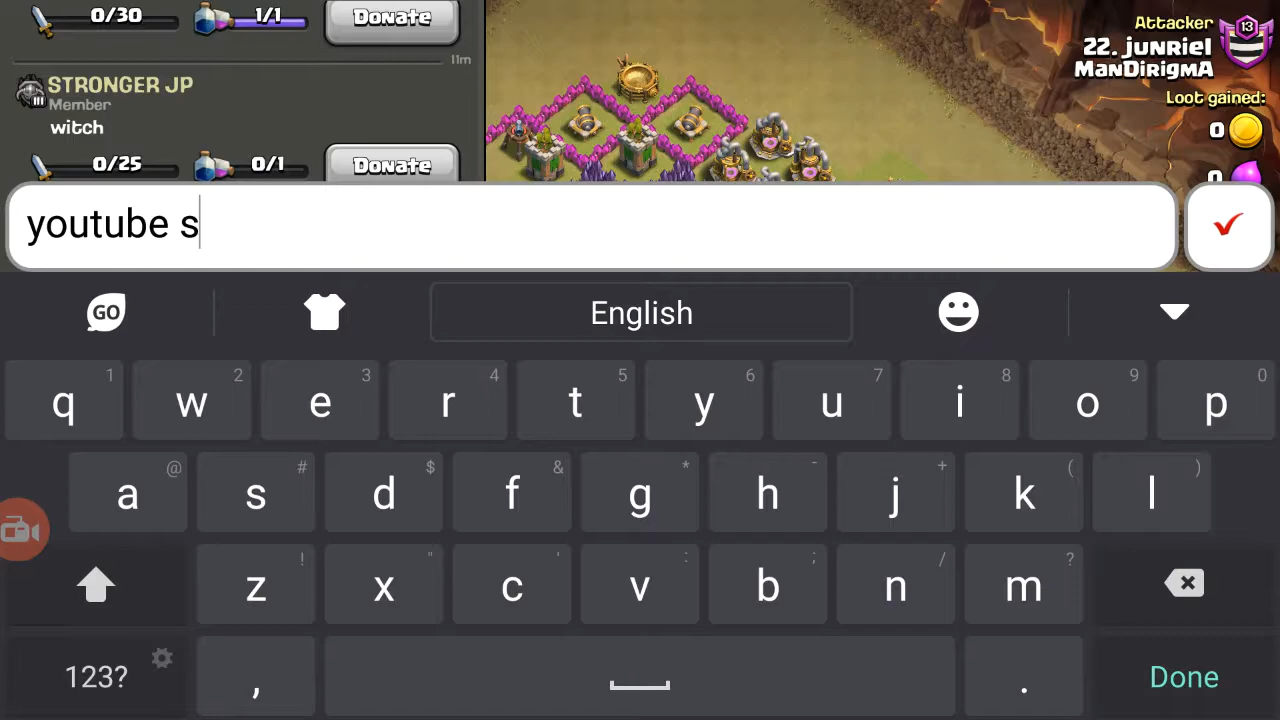 0/30
1/1
Donate
11m
STRONGER JP
Member
witch
0/25
0/1
Donate
Attacker
13
22. junriel
ManDirigmA
Loot gained:
0
0
youtube s
GO
English
q 1 w 2 e 3 r 4 t 5 y 6 u 7 i 8 o 9 p 0
a @ s # d $ f & g * h - j + k ( l )
z ! x " c ' v : b ; n / m ?
123? , . Done